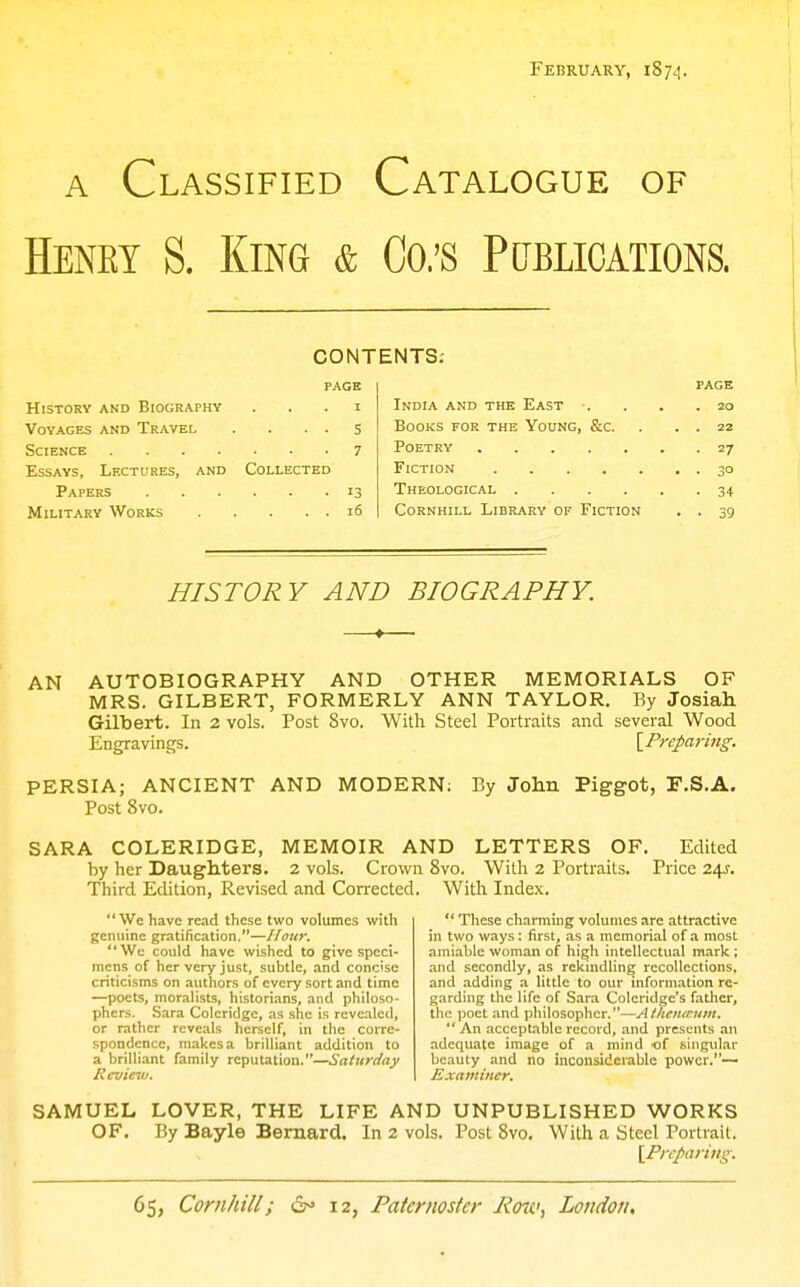 FEBRUARY, 1874.
A CLASSIFIED CATALOGUE OF
HENRY S. KING & CO.'S PUBLICATIONS.
CONTENTS:
PAGE
HISTORY AND BIOGRAPHY . . . 1
VOYAGES AND TRAVEL . . . . 5
SCIENCE . . . . . . . 7
ESSAYS, LECTURES, AND COLLECTED
PAPERS . . . . . . 13
MILITARY WORKS . . . . . 16
PAGE
INDIA AND THE EAST . . . . 20
BOOKS FOR THE YOUNG, &C. . . . 22
POETRY . . . . . . . 27
FICTION . . . . . . . . 30
THEOLOGICAL . . . . . . 34
CORNHILL LIBRARY OF FICTION . . 39
HISTORY AND BIOGRAPHY.
AN AUTOBIOGRAPHY AND OTHER MEMORIALS OF
MRS. GILBERT, FORMERLY ANN TAYLOR. By Josiah
Gilbert. In 2 vols. Post 8vo. With Steel Portraits and several Wood
Engravings. [Preparing.
PERSIA; ANCIENT AND MODERN. By John Piggot, F.S.A.
Post 8vo.
SARA COLERIDGE, MEMOIR AND LETTERS OF. Edited
by her Daughters. 2 vols. Crown 8vo. With 2 Portraits. Price 24s.
Third Edition, Revised and Corrected. With Index.
"We have read these two volumes with
genuine gratification."—Hour.
"We could have wished to give speci-
mens of her very just, subtle, and concise
criticisms on authors of every sort and time
—poets, moralists, historians, and philoso-
phers. Sara Coleridge, as she is revealed,
or rather reveals herself, in the corre-
spondence, makes a brilliant addition to
a brilliant family reputation."—Saturday
Review.
"These charming volumes are attractive
in two ways: first, as a memorial of a most
amiable woman of high intellectual mark;
and secondly, as rekindling recollections,
and adding a little to our information re-
garding the life of Sara Coleridge's father,
the poet and philosopher."—Athenæum.
"An acceptable record, and presents an
adequate image of a mind of singular
beauty and no inconsiderable power."—
Examiner.
SAMUEL LOVER, THE LIFE AND UNPUBLISHED WORKS
OF. By Bayle Bernard. In 2 vols. Post 8vo. With a Steel Portrait.
[Preparing.
65, Cornhill; & 12, Paternoster Row, London.